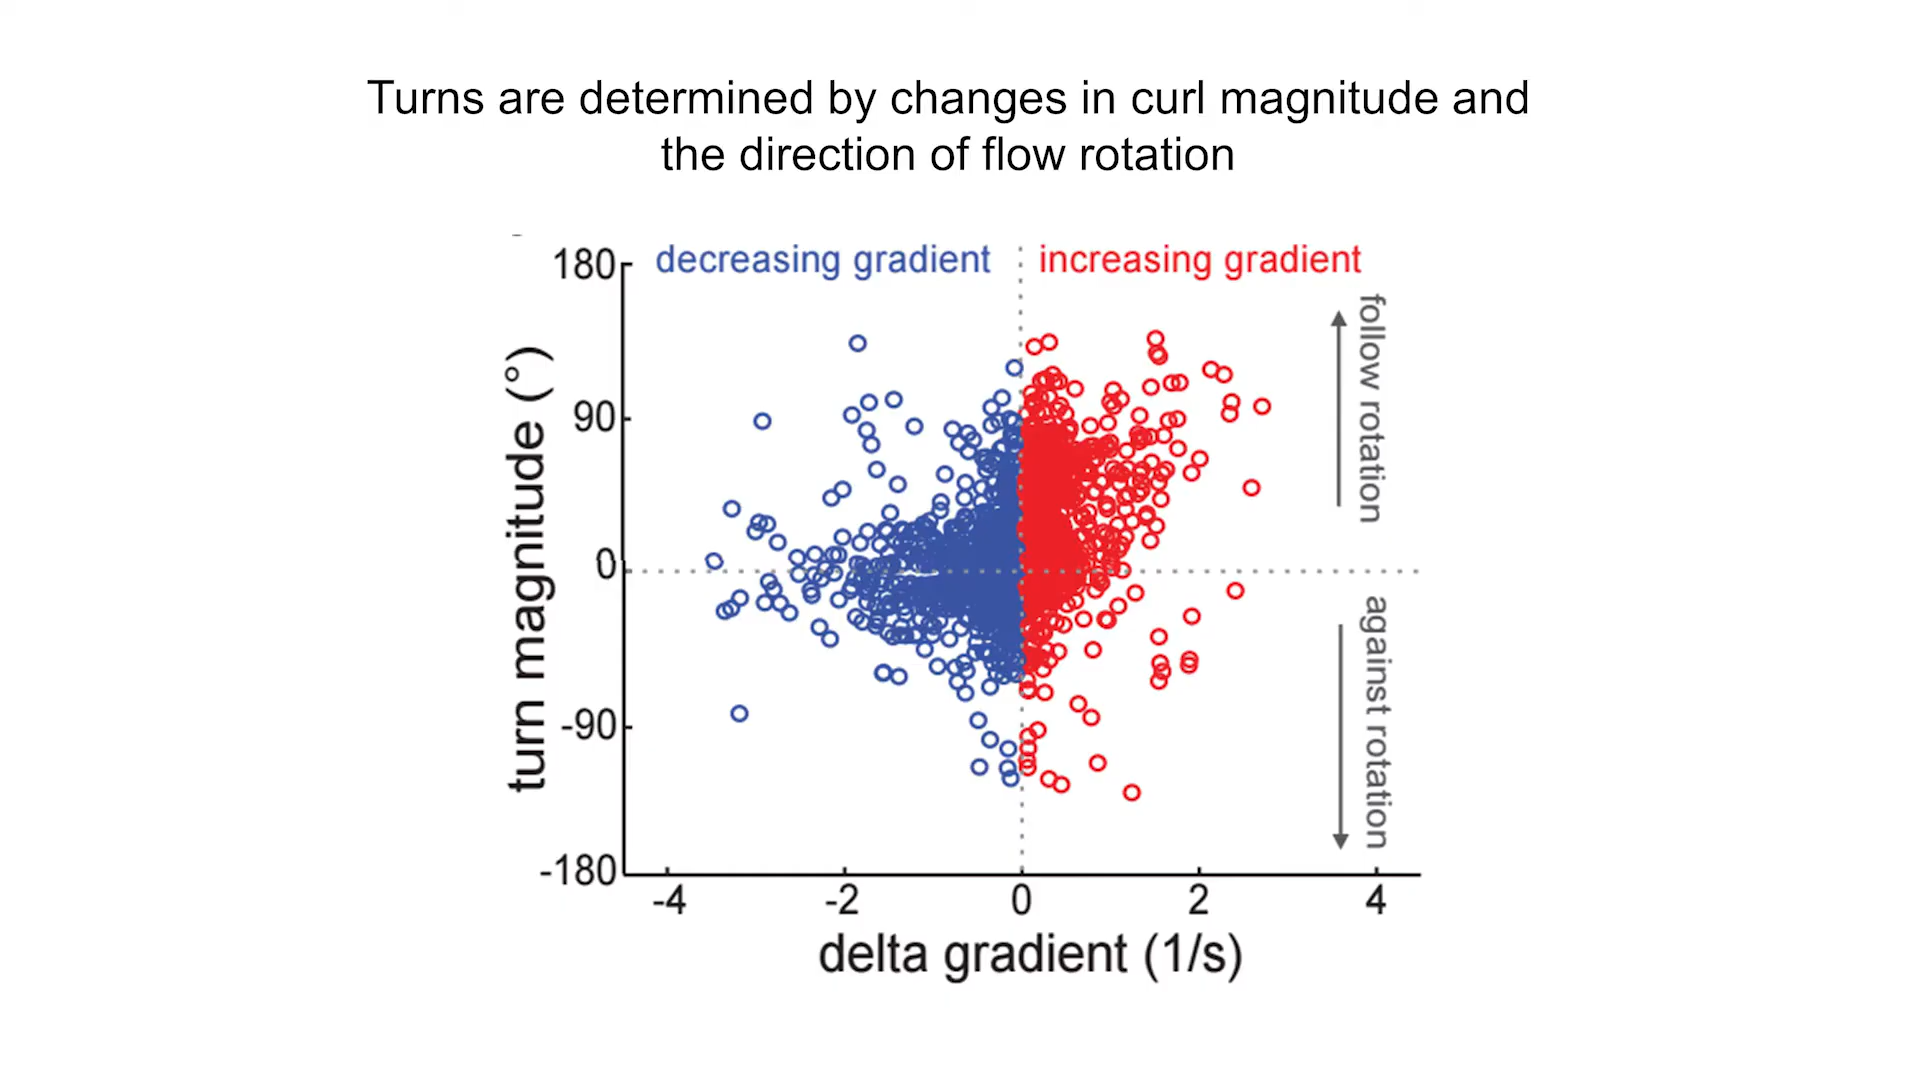 Turns are determined by changes in curl magnitude and
the direction of flow rotation
decreasing gradient
increasing gradient
180
90
0
-90
-180
turn magnitude (°)
follow rotation
against rotation
-4
-2
0
2
4
delta gradient (1/s)